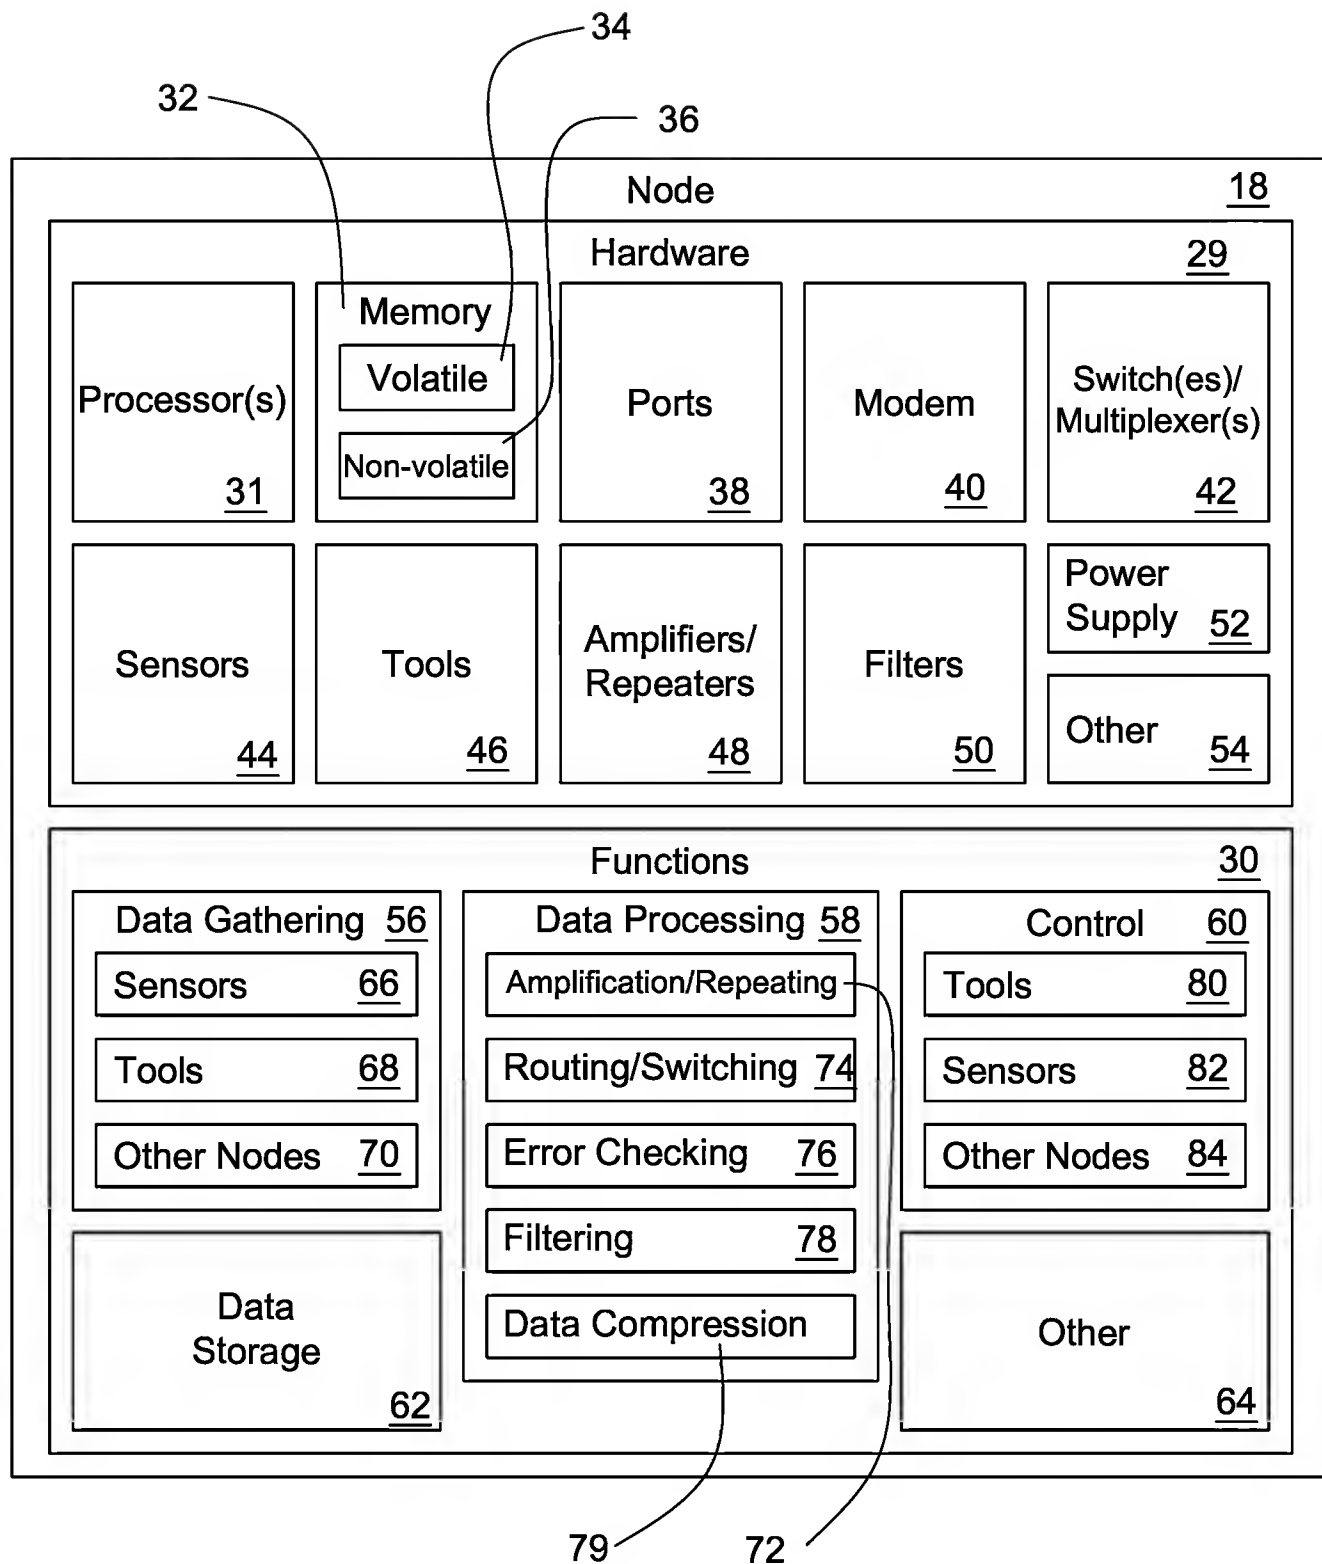 34
32
36
Node 18
Hardware 29
Processor(s)
31
Memory
Volatile
Non-volatile
Ports
38
Modem
40
Switch(es)/
Multiplexer(s)
42
Sensors
44
Tools
46
Amplifiers/
Repeaters
48
Filters
50
Power
Supply 52
Other
54
Functions 30
Data Gathering 56
Sensors 66
Tools 68
Other Nodes 70
Data Processing 58
Amplification/Repeating
Routing/Switching 74
Error Checking 76
Filtering 78
Data Compression
Control 60
Tools 80
Sensors 82
Other Nodes 84
Data
Storage
62
Other
64
79
72